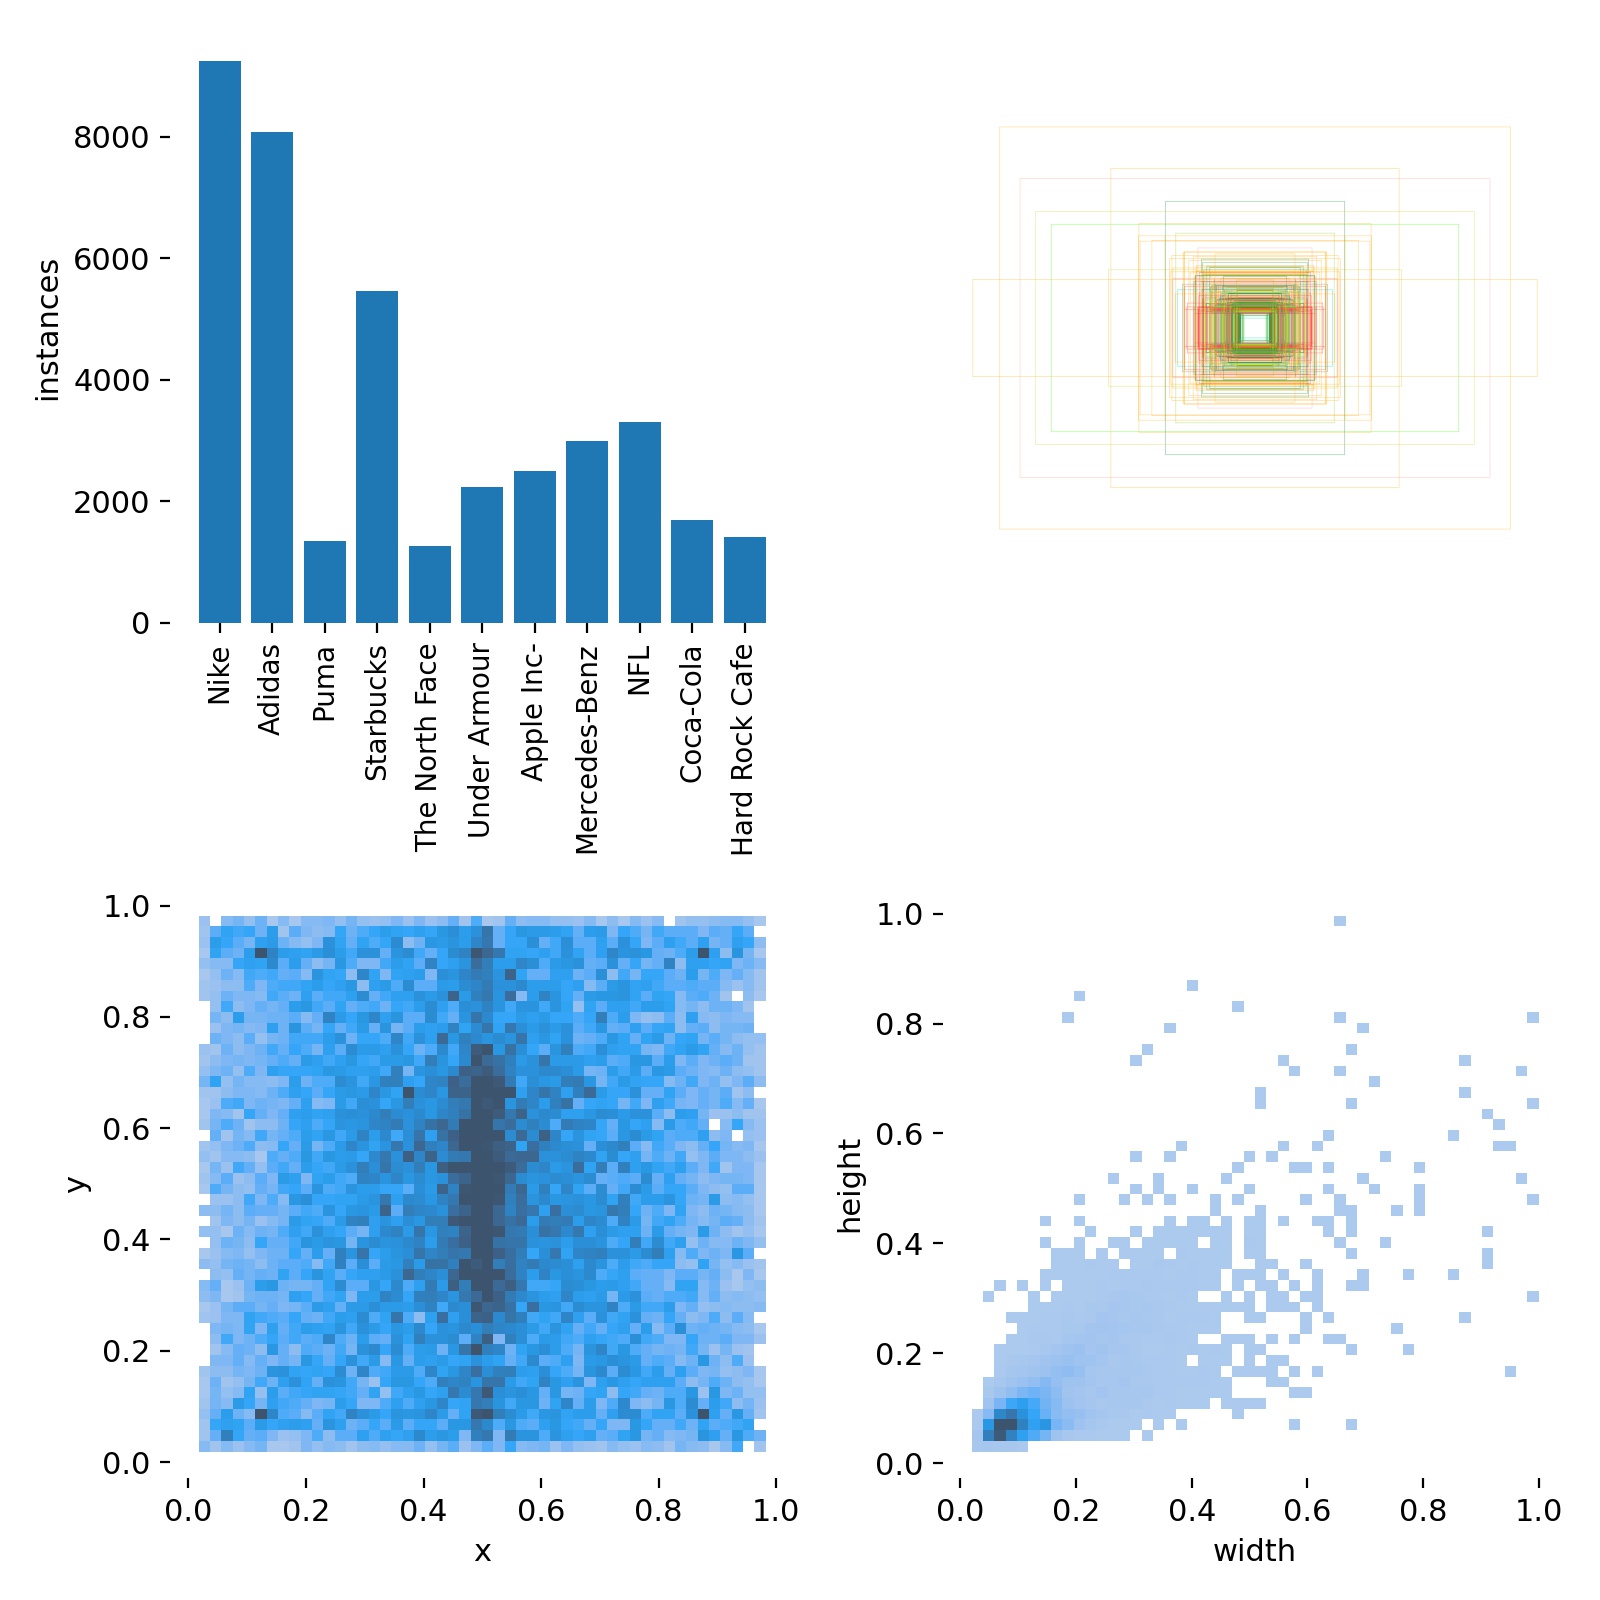 instances
8000
6000
4000
2000
0
Nike
Adidas
Puma
Starbucks
The North Face
Under Armour
Apple Inc-
Mercedes-Benz
NFL
Coca-Cola
Hard Rock Cafe
y
1.0
0.8
0.6
0.4
0.2
0.0
0.0 0.2 0.4 0.6 0.8 1.0
x
height
1.0
0.8
0.6
0.4
0.2
0.0
0.0 0.2 0.4 0.6 0.8 1.0
width